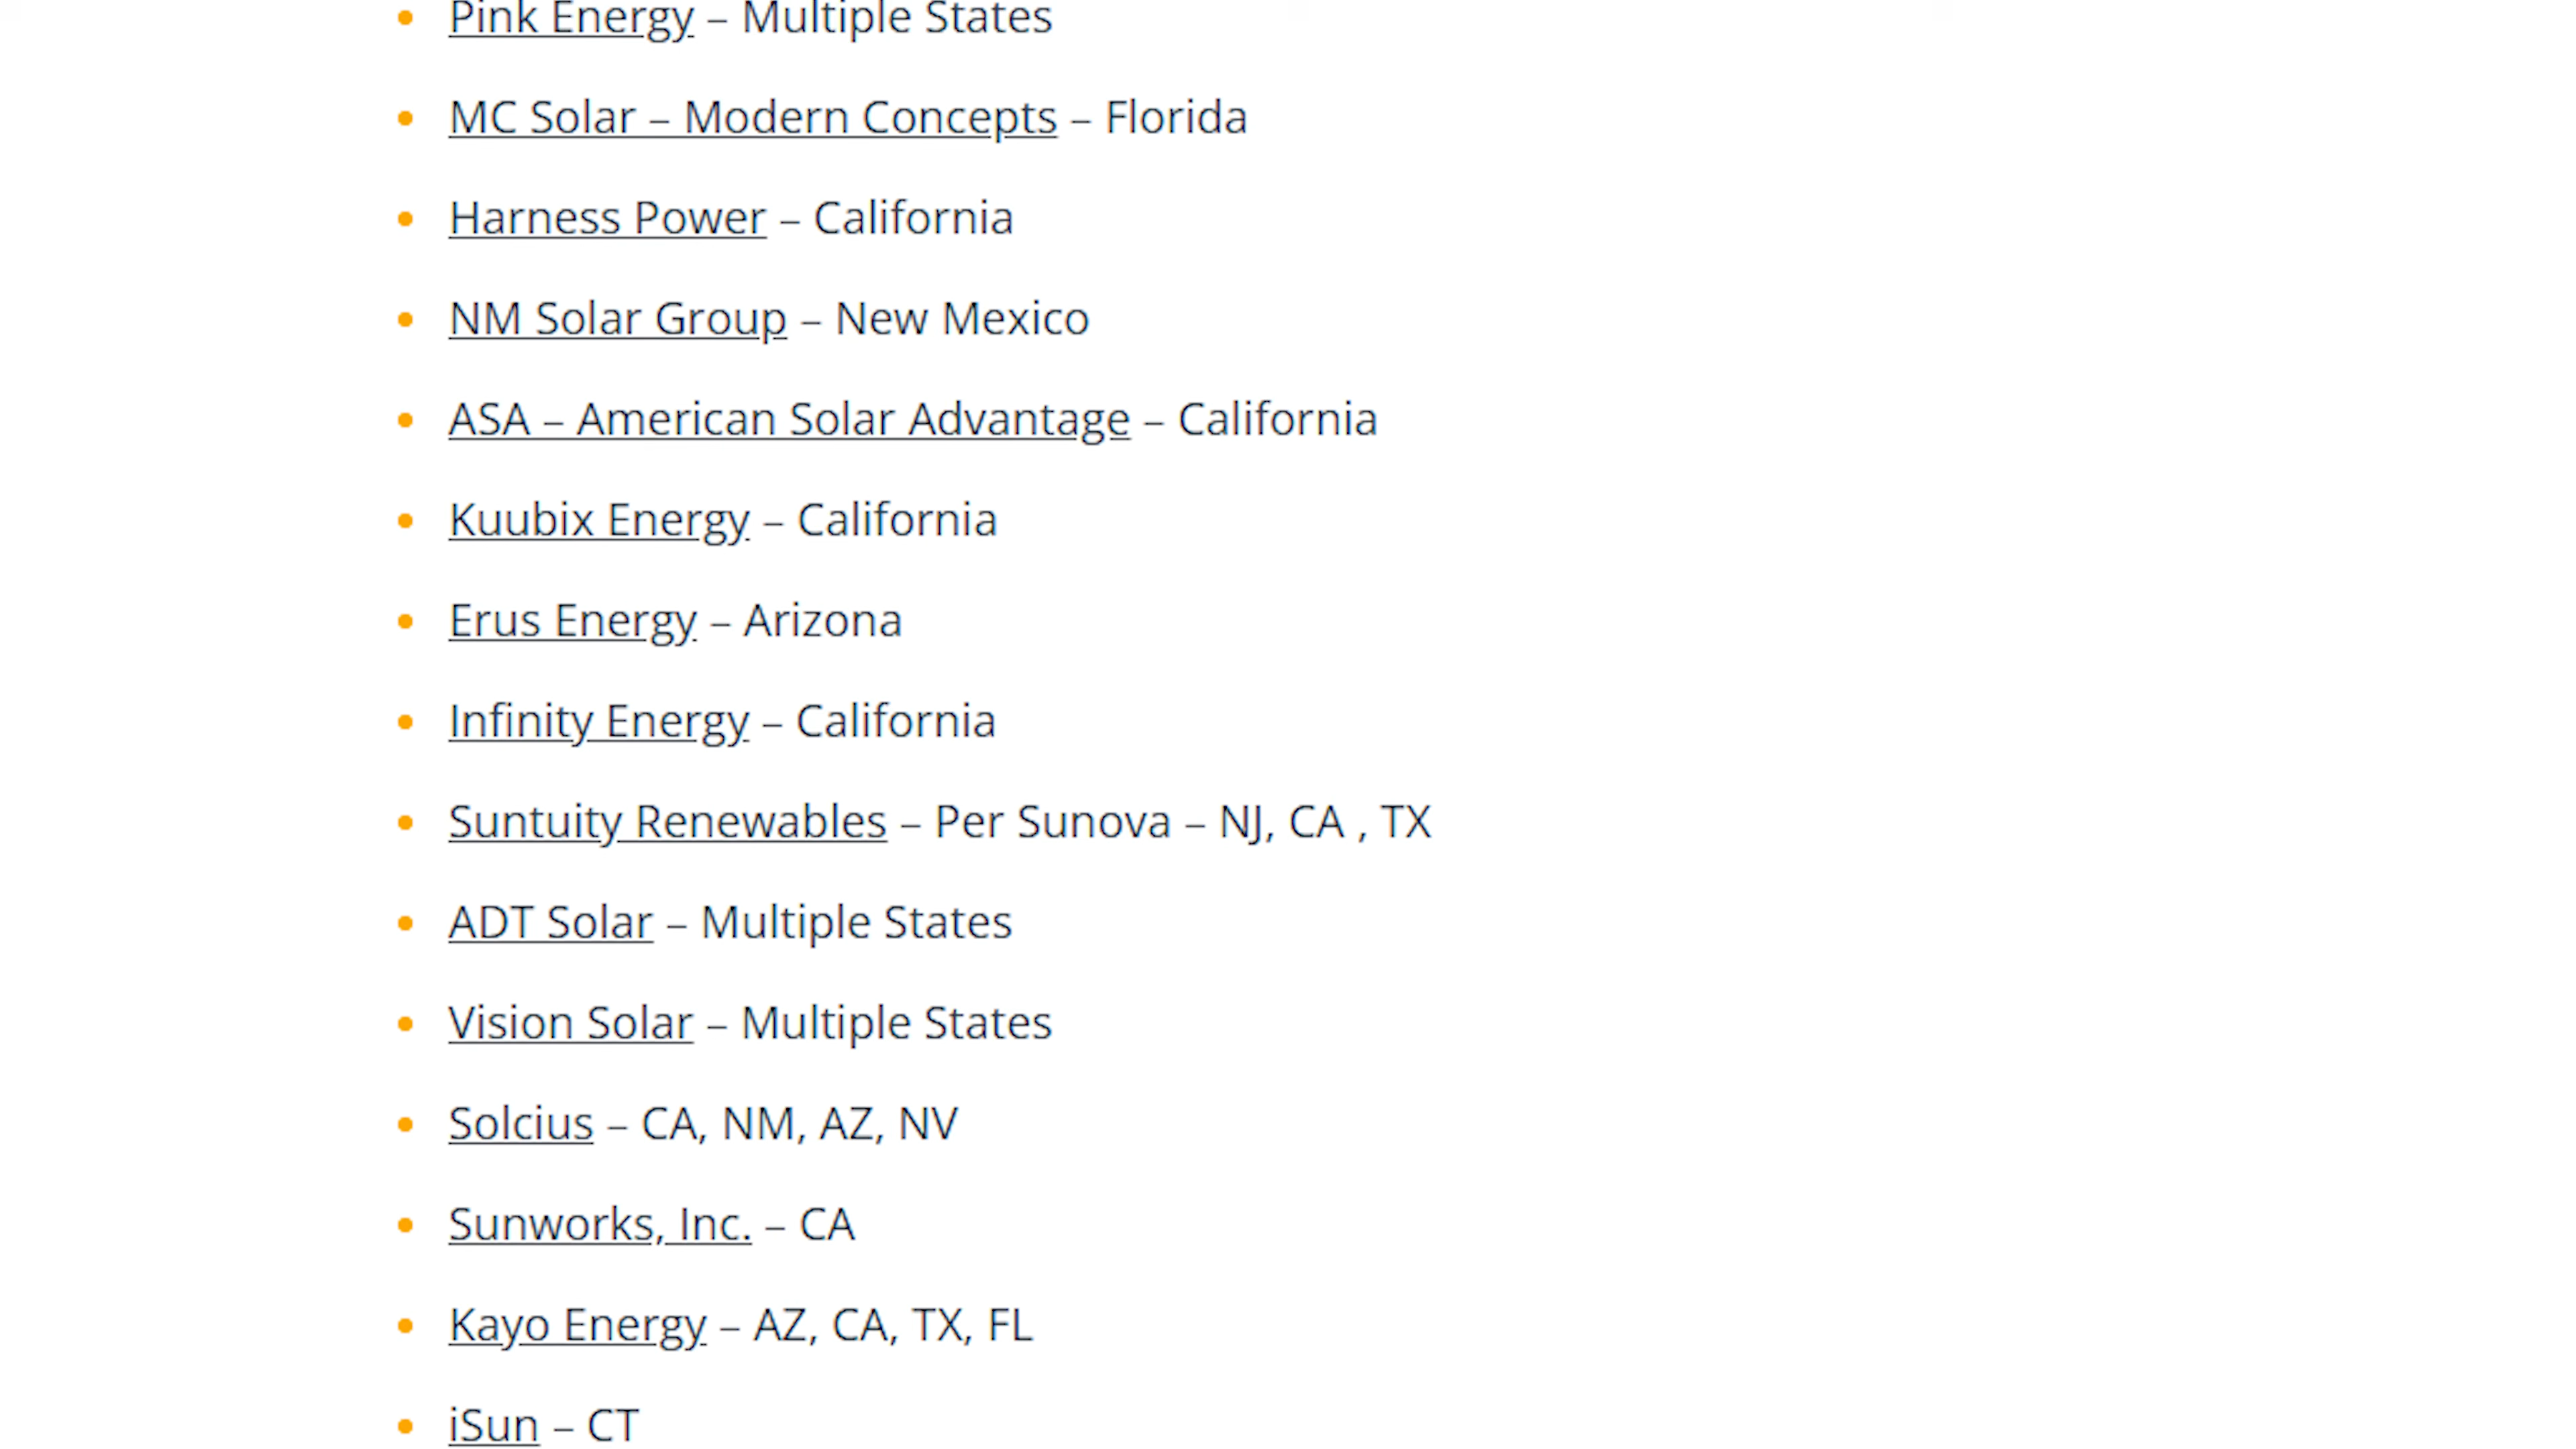 Pink Energy – Multiple States
MC Solar – Modern Concepts – Florida
Harness Power – California
NM Solar Group – New Mexico
ASA – American Solar Advantage – California
Kuubix Energy – California
Erus Energy – Arizona
Infinity Energy – California
Suntuity Renewables – Per Sunova – NJ, CA , TX
ADT Solar – Multiple States
Vision Solar – Multiple States
Solcius – CA, NM, AZ, NV
Sunworks, Inc. – CA
Kayo Energy – AZ, CA, TX, FL
iSun – CT